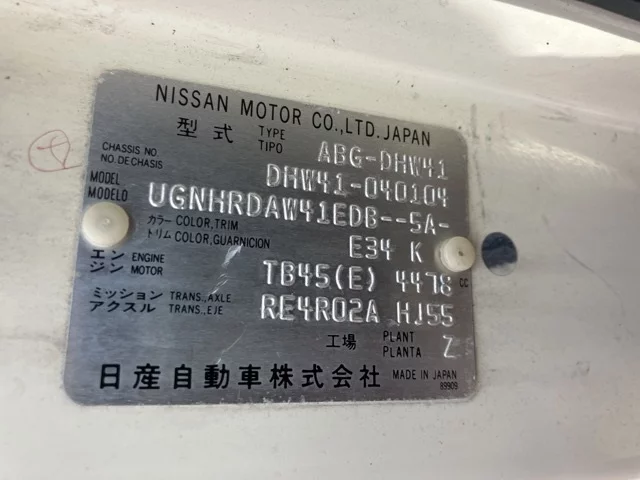 NISSAN MOTOR CO.,LTD.JAPAN
型式 TYPE TIPO ABG-DHW41
CHASSIS NO. NO.DE CHASIS DHW41-040104
MODEL MODELO UGNHRDAW41EDB--5A-
カラー COLOR,TRIM
トリム COLOR,GUARNICION E34 K
エンジン ENGINE MOTOR TB45(E) 4478 CC
ミッション TRANS.,AXLE
アクスル TRANS.,EJE RE4R02A HJ55
工場 PLANT PLANTA Z
日産自動車株式会社 MADE IN JAPAN
89909